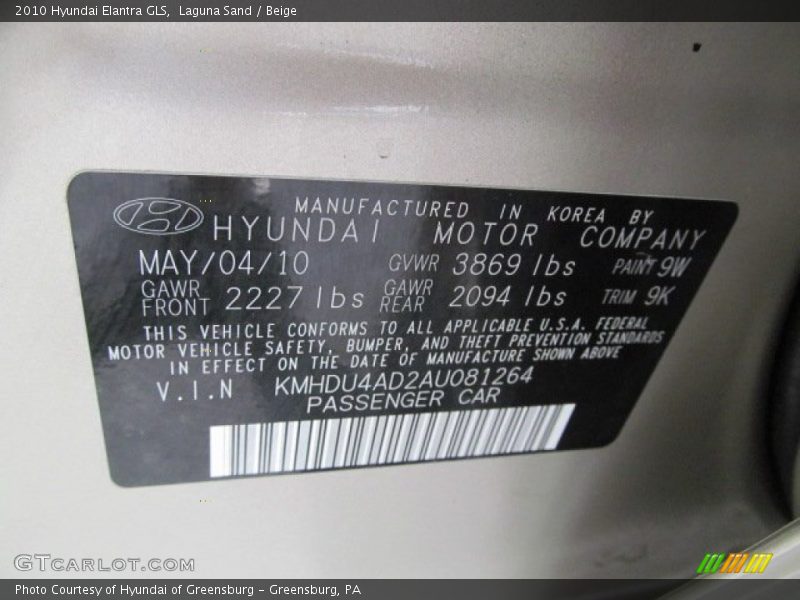 2010 Hyundai Elantra GLS,  Laguna Sand / Beige
MANUFACTURED IN KOREA BY
HYUNDAI MOTOR COMPANY
MAY/04/10 GVWR 3869 lbs PAINT 9W
GAWR FRONT 2227 lbs GAWR REAR 2094 lbs TRIM 9K
THIS VEHICLE CONFORMS TO ALL APPLICABLE U.S.A. FEDERAL
MOTOR VEHICLE SAFETY, BUMPER, AND THEFT PREVENTION STANDARDS
IN EFFECT ON THE DATE OF MANUFACTURE SHOWN ABOVE
V.I.N KMHDU4AD2AU081264
PASSENGER CAR
GTCARLOT.COM
Photo Courtesy of Hyundai of Greensburg – Greensburg, PA